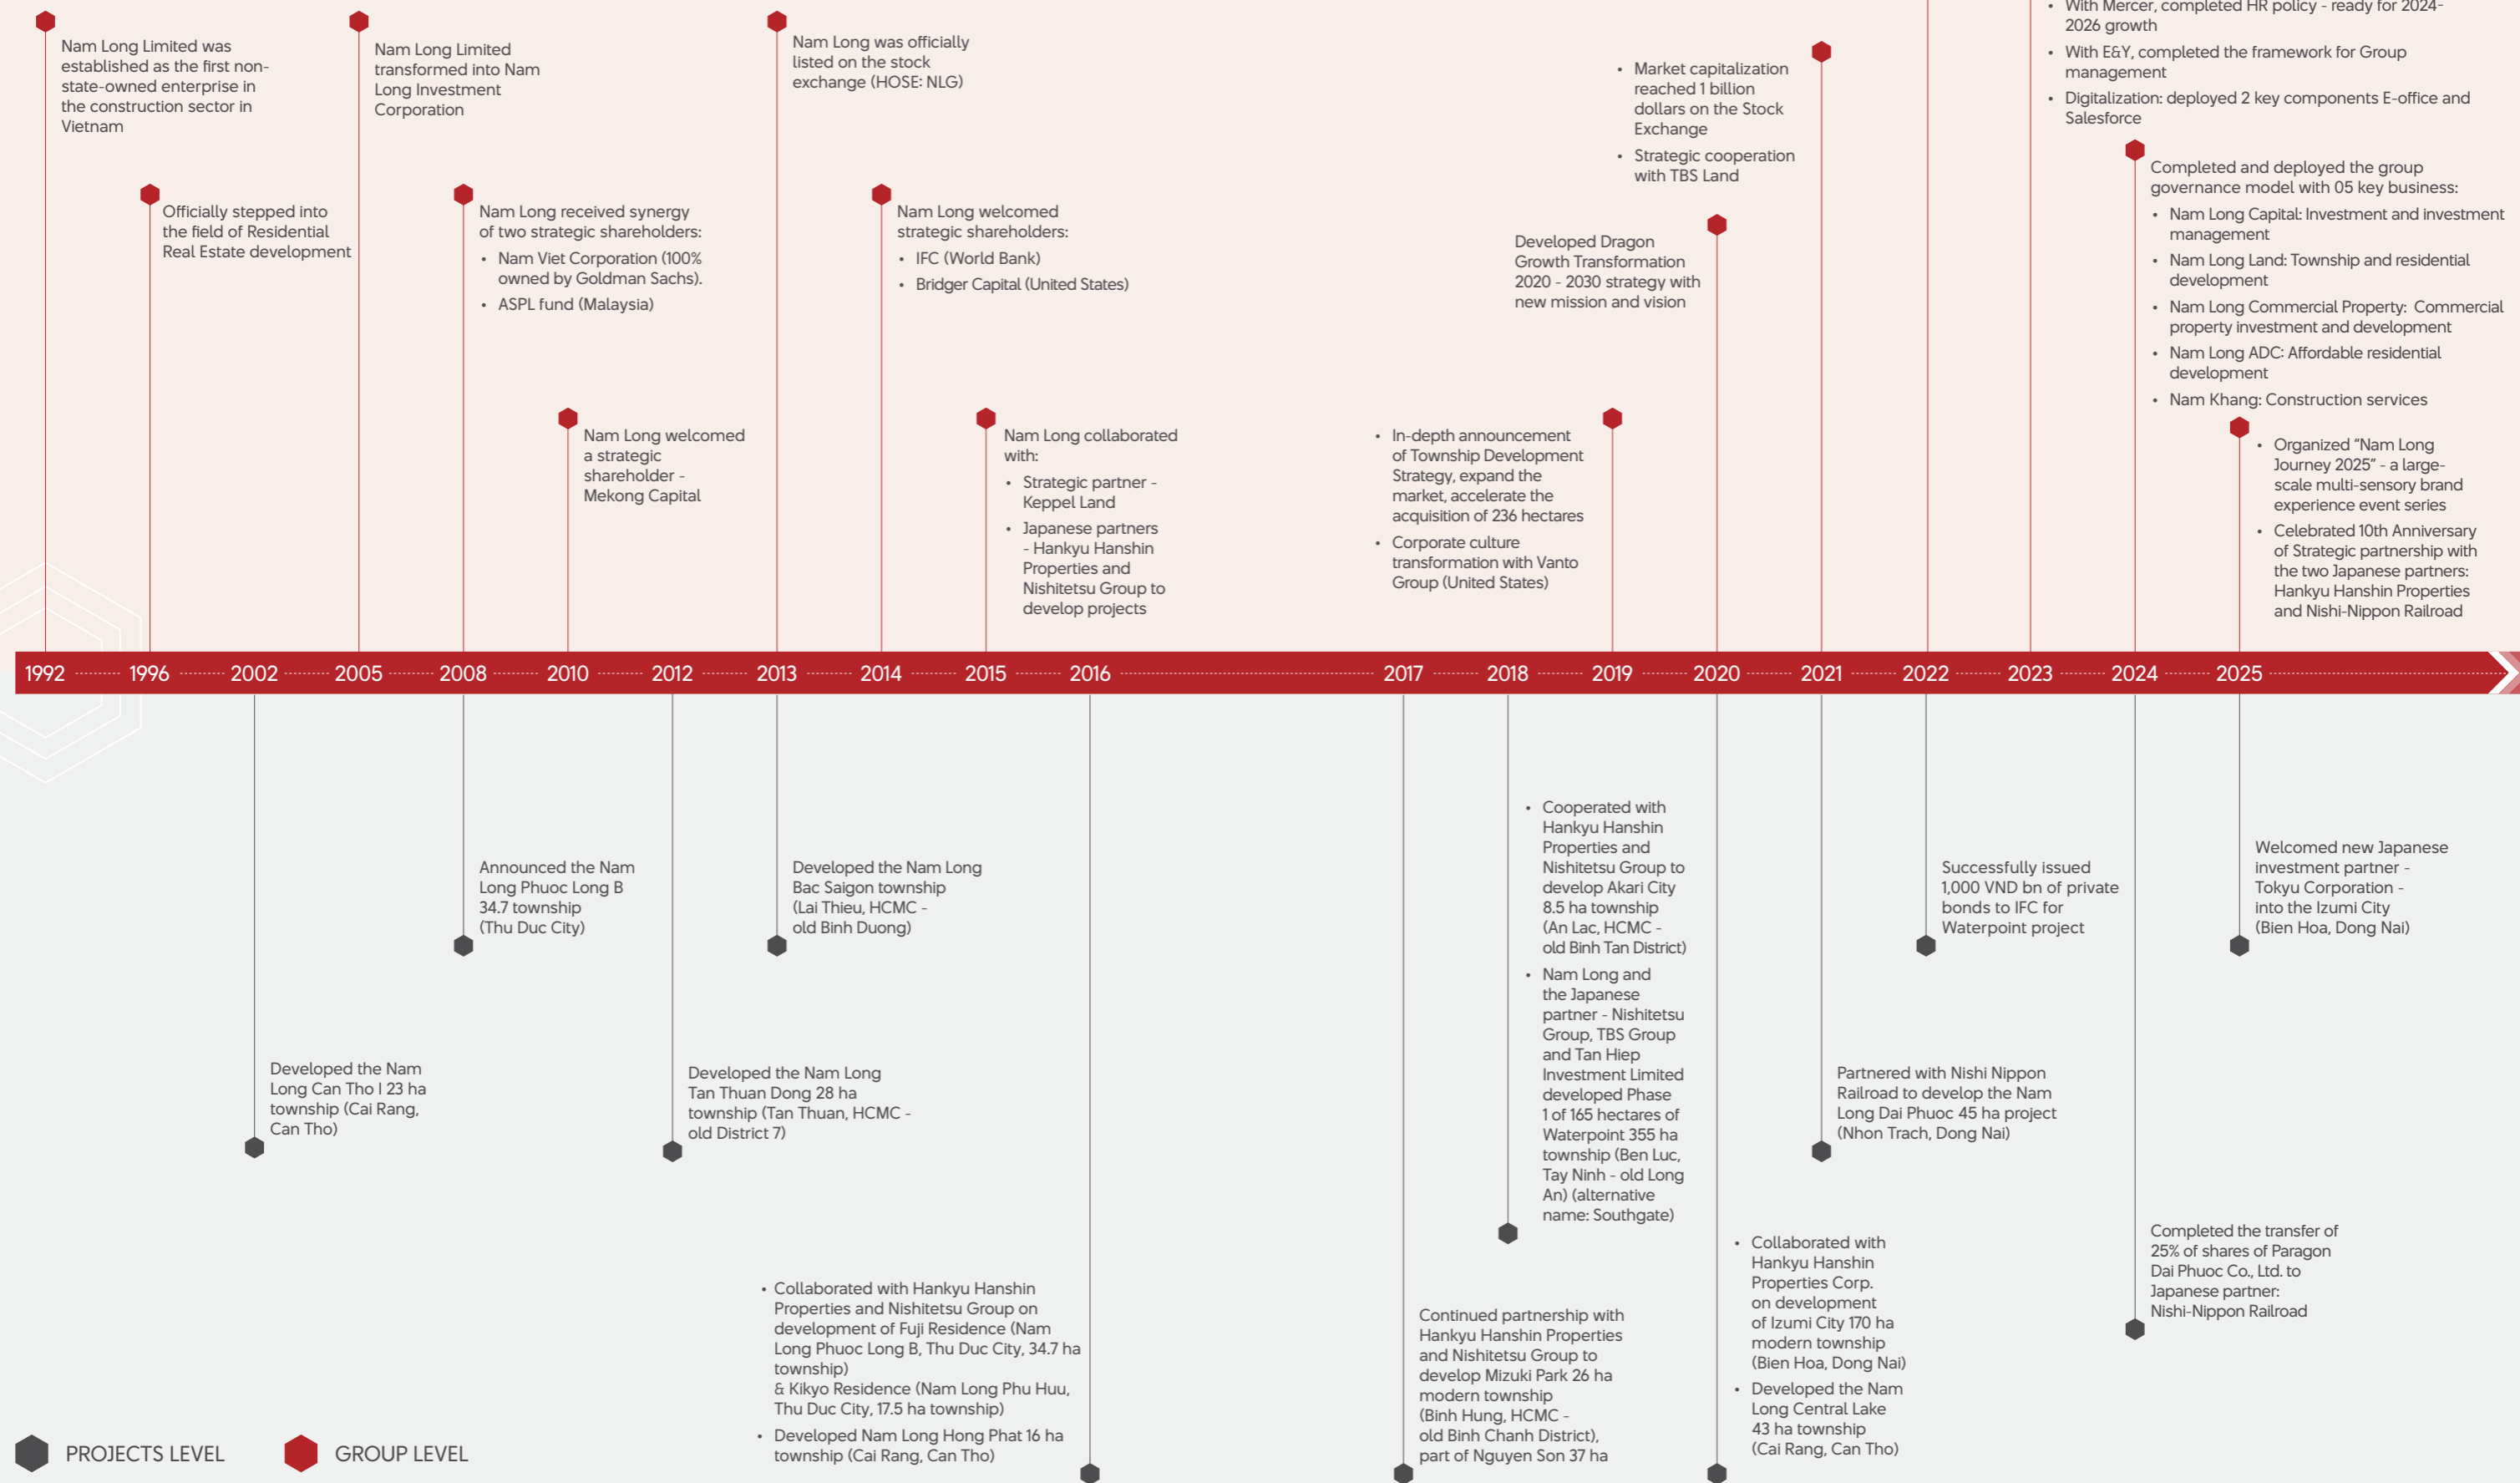 Nam Long Limited was
established as the first non-
state-owned enterprise in
the construction sector in
Vietnam
Officially stepped into
the field of Residential
Real Estate development
Nam Long Limited
transformed into Nam
Long Investment
Corporation
Nam Long received synergy
of two strategic shareholders:
• Nam Viet Corporation (100%
owned by Goldman Sachs).
• ASPL fund (Malaysia)
Nam Long welcomed
a strategic
shareholder -
Mekong Capital
Nam Long was officially
listed on the stock
exchange (HOSE: NLG)
Nam Long welcomed
strategic shareholders:
• IFC (World Bank)
• Bridger Capital (United States)
Nam Long collaborated
with:
• Strategic partner -
Keppel Land
• Japanese partners
- Hankyu Hanshin
Properties and
Nishitetsu Group to
develop projects
• In-depth announcement
of Township Development
Strategy, expand the
market, accelerate the
acquisition of 236 hectares
• Corporate culture
transformation with Vanto
Group (United States)
Developed Dragon
Growth Transformation
2020 - 2030 strategy with
new mission and vision
• Market capitalization
reached 1 billion
dollars on the Stock
Exchange
• Strategic cooperation
with TBS Land
• With Mercer, completed HR policy - ready for 2024-
2026 growth
• With E&Y, completed the framework for Group
management
• Digitalization: deployed 2 key components E-office and
Salesforce
Completed and deployed the group
governance model with 05 key business:
• Nam Long Capital: Investment and investment
management
• Nam Long Land: Township and residential
development
• Nam Long Commercial Property: Commercial
property investment and development
• Nam Long ADC: Affordable residential
development
• Nam Khang: Construction services
• Organized “Nam Long
Journey 2025” - a large-
scale multi-sensory brand
experience event series
• Celebrated 10th Anniversary
of Strategic partnership with
the two Japanese partners:
Hankyu Hanshin Properties
and Nishi-Nippon Railroad
1992 1996 2002 2005 2008 2010 2012 2013 2014 2015 2016 2017 2018 2019 2020 2021 2022 2023 2024 2025
Developed the Nam
Long Can Tho I 23 ha
township (Cai Rang,
Can Tho)
Announced the Nam
Long Phuoc Long B
34.7 township
(Thu Duc City)
Developed the Nam Long
Tan Thuan Dong 28 ha
township (Tan Thuan, HCMC -
old District 7)
Developed the Nam Long
Bac Saigon township
(Lai Thieu, HCMC -
old Binh Duong)
• Collaborated with Hankyu Hanshin
Properties and Nishitetsu Group on
development of Fuji Residence (Nam
Long Phuoc Long B, Thu Duc City, 34.7 ha
township)
& Kikyo Residence (Nam Long Phu Huu,
Thu Duc City, 17.5 ha township)
• Developed Nam Long Hong Phat 16 ha
township (Cai Rang, Can Tho)
Continued partnership with
Hankyu Hanshin Properties
and Nishitetsu Group to
develop Mizuki Park 26 ha
modern township
(Binh Hung, HCMC -
old Binh Chanh District),
part of Nguyen Son 37 ha
• Cooperated with
Hankyu Hanshin
Properties and
Nishitetsu Group to
develop Akari City
8.5 ha township
(An Lac, HCMC -
old Binh Tan District)
• Nam Long and
the Japanese
partner - Nishitetsu
Group, TBS Group
and Tan Hiep
Investment Limited
developed Phase
1 of 165 hectares of
Waterpoint 355 ha
township (Ben Luc,
Tay Ninh - old Long
An) (alternative
name: Southgate)
• Collaborated with
Hankyu Hanshin
Properties Corp.
on development
of Izumi City 170 ha
modern township
(Bien Hoa, Dong Nai)
• Developed the Nam
Long Central Lake
43 ha township
(Cai Rang, Can Tho)
Partnered with Nishi Nippon
Railroad to develop the Nam
Long Dai Phuoc 45 ha project
(Nhon Trach, Dong Nai)
Successfully issued
1,000 VND bn of private
bonds to IFC for
Waterpoint project
Completed the transfer of
25% of shares of Paragon
Dai Phuoc Co., Ltd. to
Japanese partner:
Nishi-Nippon Railroad
Welcomed new Japanese
investment partner -
Tokyu Corporation -
into the Izumi City
(Bien Hoa, Dong Nai)
PROJECTS LEVEL
GROUP LEVEL